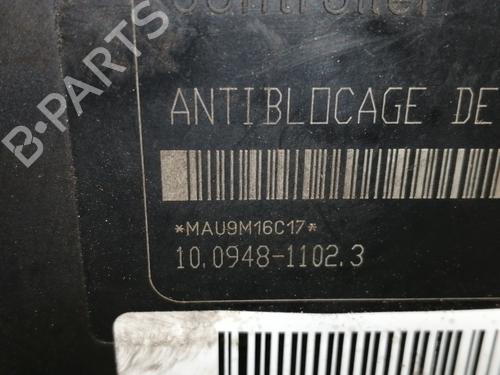 ANTIBLOCAGE DE
*MAU9M16C17*
10.0948-1102.3
B-PARTS